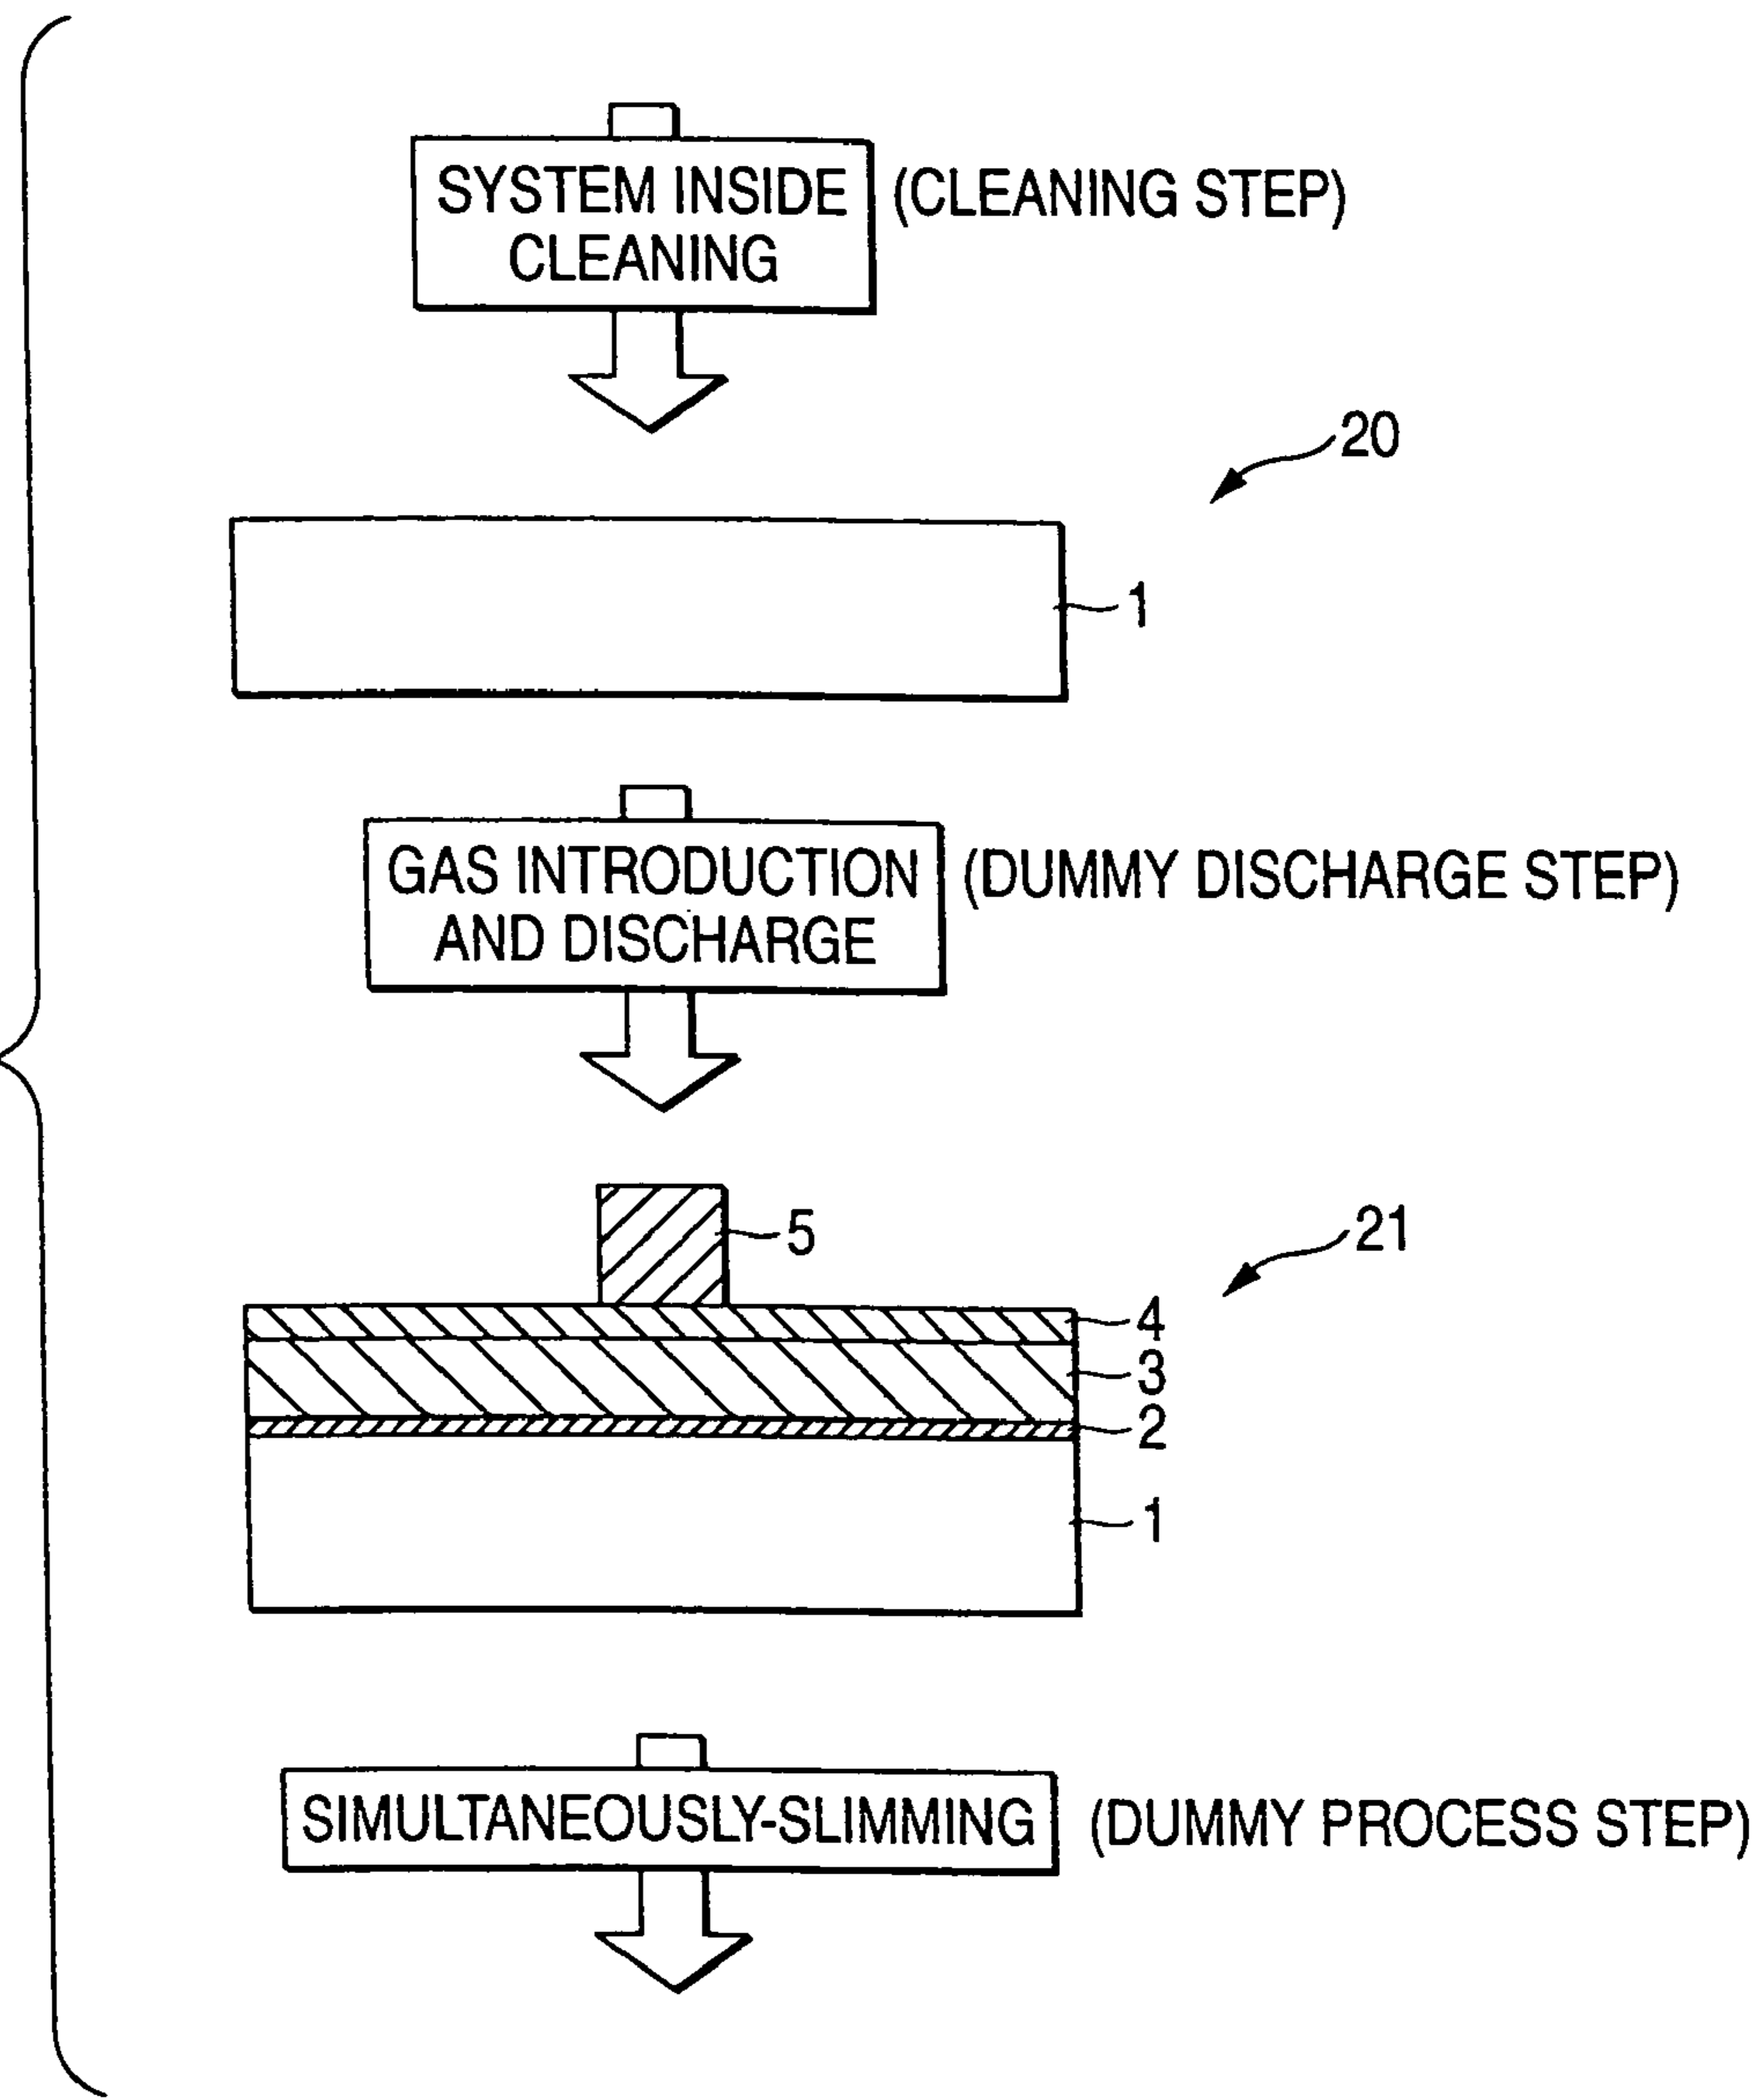 SYSTEM INSIDE
CLEANING
(CLEANING STEP)
20
1
GAS INTRODUCTION
AND DISCHARGE
(DUMMY DISCHARGE STEP)
5
21
4
3
2
1
SIMULTANEOUSLY-SLIMMING
(DUMMY PROCESS STEP)